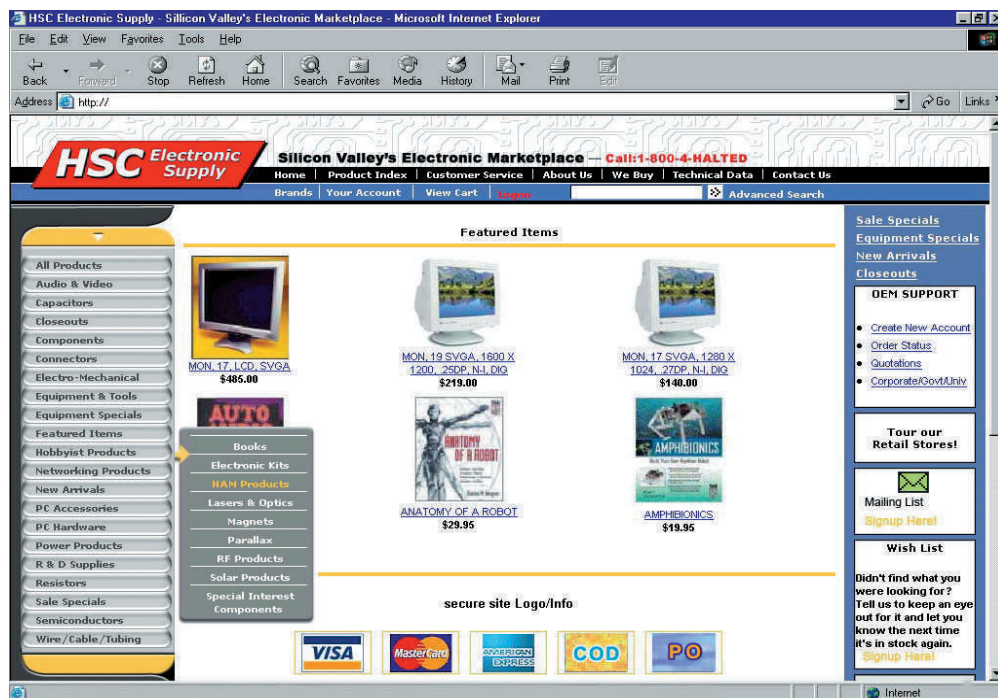 HSC Electronic Supply - Sillicon Valley's Electronic Marketplace - Microsoft Internet Explorer
File Edit View Favorites Tools Help
Back Forward Stop Refresh Home Search Favorites Media History Mail Print Edit
Address http:// Go Links
HSC Electronic Supply
Silicon Valley's Electronic Marketplace — Call:1-800-4-HALTED
Home | Product Index | Customer Service | About Us | We Buy | Technical Data | Contact Us
Brands | Your Account | View Cart | logon Advanced Search
All Products
Audio & Video
Capacitors
Closeouts
Components
Connectors
Electro-Mechanical
Equipment & Tools
Equipment Specials
Featured Items
Hobbyist Products
Networking Products
New Arrivals
PC Accessories
PC Hardware
Power Products
R & D Supplies
Resistors
Sale Specials
Semiconductors
Wire/Cable/Tubing
Books
Electronic Kits
HAM Products
Lasers & Optics
Magnets
Parallax
RF Products
Solar Products
Special Interest
Components
Featured Items
MON, 17, LCD, SVGA
$485.00
MON, 19 SVGA, 1600 X
1200, .25DP, N-I, DIG
$219.00
MON, 17 SVGA, 1280 X
1024, .27DP, N-I, DIG
$140.00
AUTO
ANATOMY
OF A ROBOT
ANATOMY OF A ROBOT
$29.95
AMPHIBIONICS
AMPHIBIONICS
$19.95
secure site Logo/Info
VISA
MasterCard
AMERICAN
EXPRESS
COD
PO
Sale Specials
Equipment Specials
New Arrivals
Closeouts
OEM SUPPORT
Create New Account
Order Status
Quotations
Corporate/Govt/Univ
Tour our
Retail Stores!
Mailing List
Signup Here!
Wish List
Didn't find what you
were looking for?
Tell us to keep an eye
out for it and let you
know the next time
it's in stock again.
Signup Here!
Internet